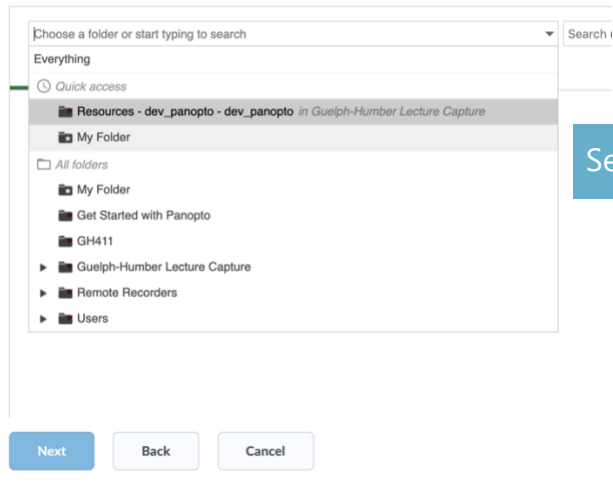 Choose a folder or start typing to search
Search
Everything
Quick access
Resources - dev_panopto - dev_panopto in Guelph-Humber Lecture Capture
My Folder
All folders
My Folder
Get Started with Panopto
GH411
Guelph-Humber Lecture Capture
Remote Recorders
Users
Se
Next Back Cancel